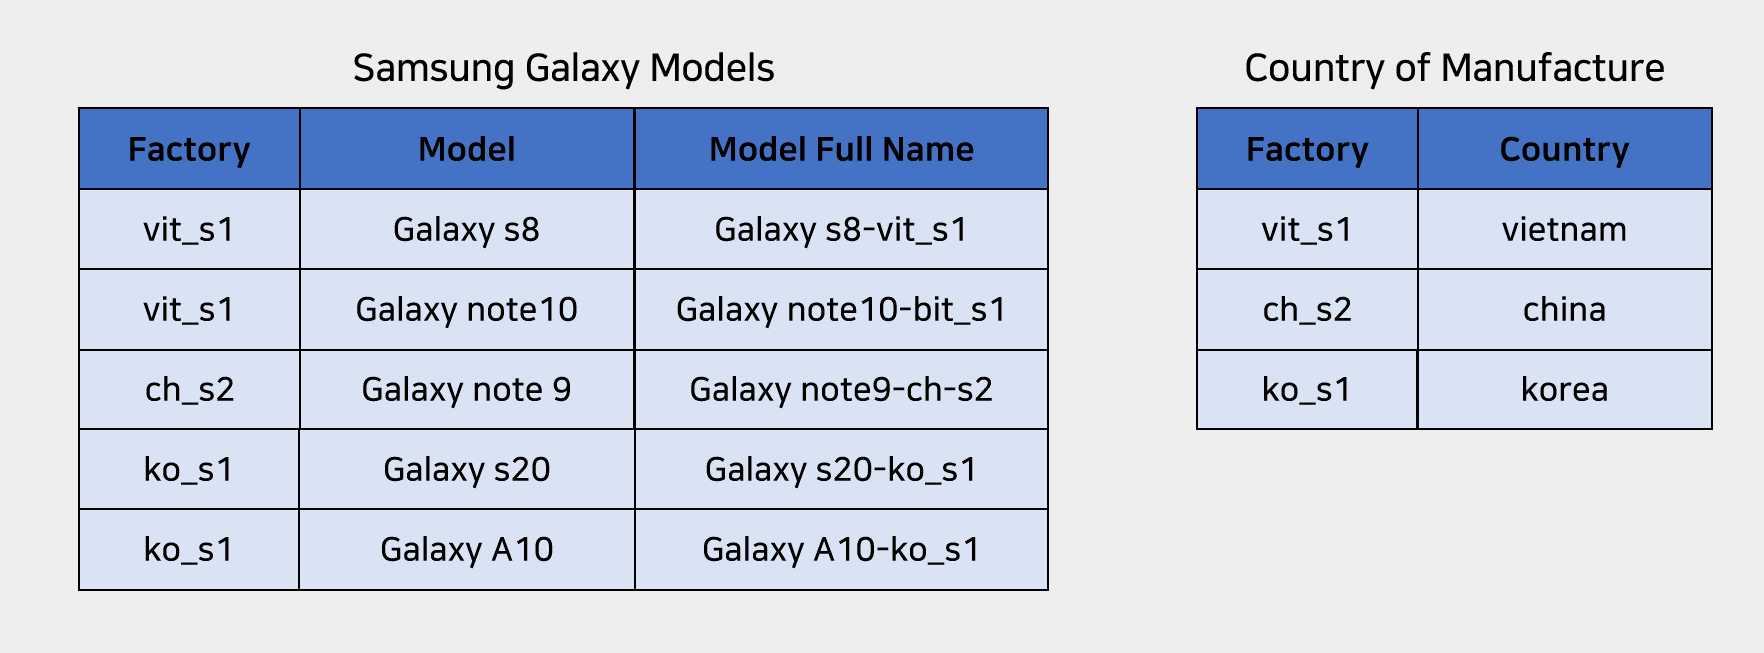 Samsung Galaxy Models
Factory Model Model Full Name
vit_s1 Galaxy s8 Galaxy s8-vit_s1
vit_s1 Galaxy note10 Galaxy note10-bit_s1
ch_s2 Galaxy note 9 Galaxy note9-ch-s2
ko_s1 Galaxy s20 Galaxy s20-ko_s1
ko_s1 Galaxy A10 Galaxy A10-ko_s1
Country of Manufacture
Factory Country
vit_s1 vietnam
ch_s2 china
ko_s1 korea